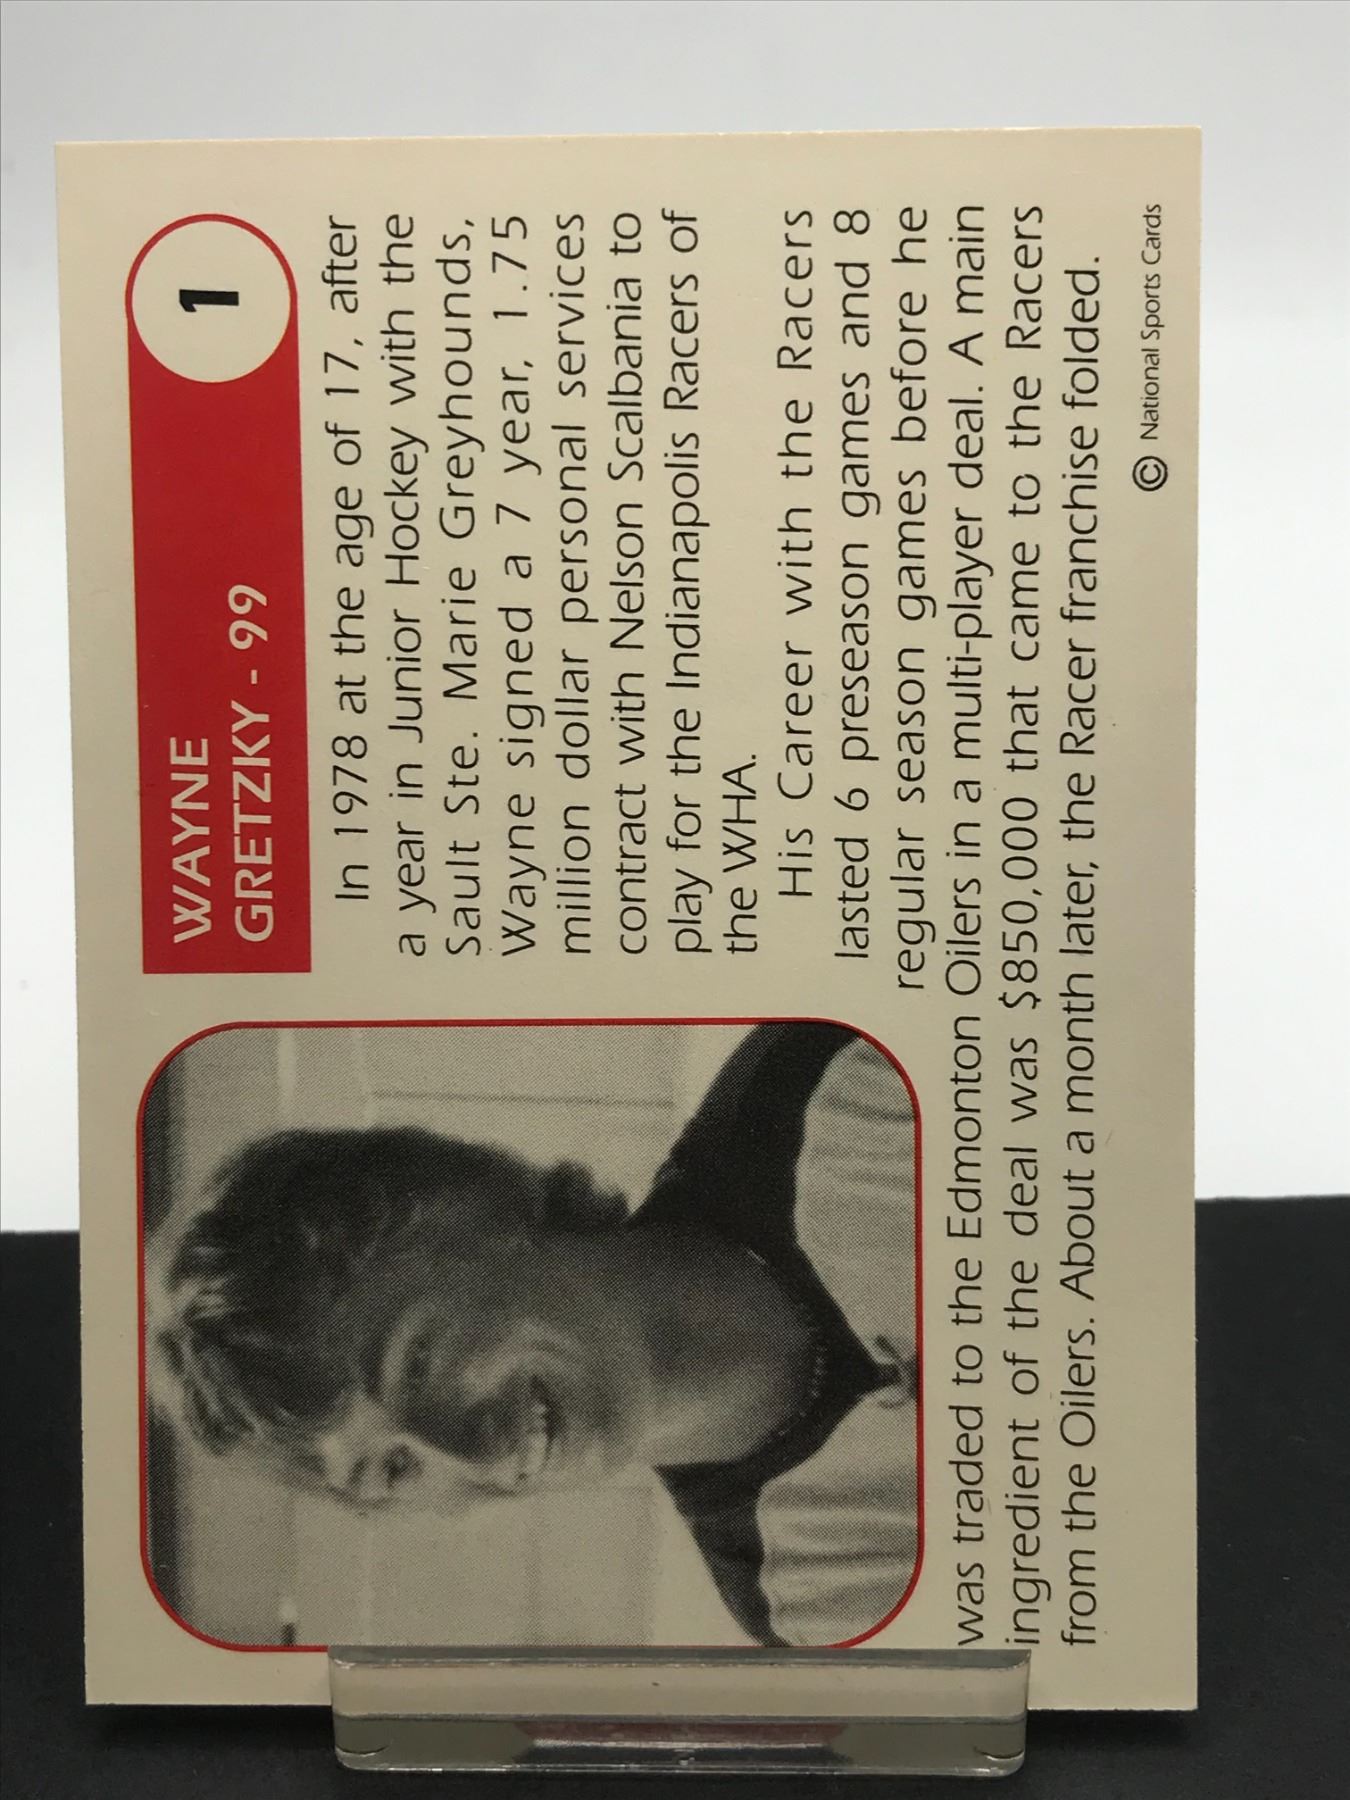 WAYNE
GRETZKY - 99
1
In 1978 at the age of 17, after
a year in Junior Hockey with the
Sault Ste. Marie Greyhounds,
Wayne signed a 7 year, 1.75
million dollar personal services
contract with Nelson Scalbania to
play for the Indianapolis Racers of
the WHA.
His Career with the Racers
lasted 6 preseason games and 8
regular season games before he
was traded to the Edmonton Oilers in a multi-player deal. A main
ingredient of the deal was $850,000 that came to the Racers
from the Oilers. About a month later, the Racer franchise folded.
© National Sports Cards